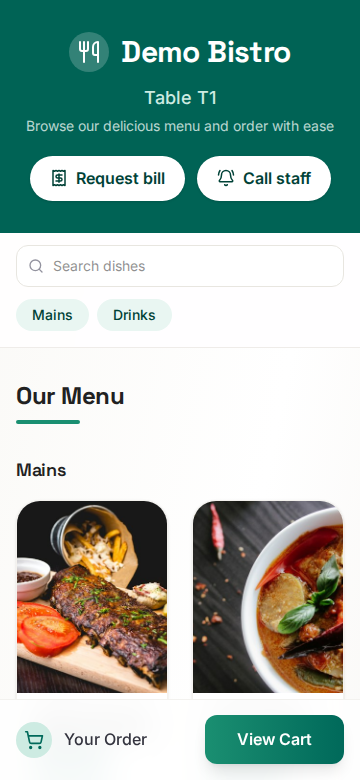 Demo Bistro
Table T1
Browse our delicious menu and order with ease
Request bill
Call staff
Search dishes
Mains
Drinks
Our Menu
Mains
Your Order
View Cart